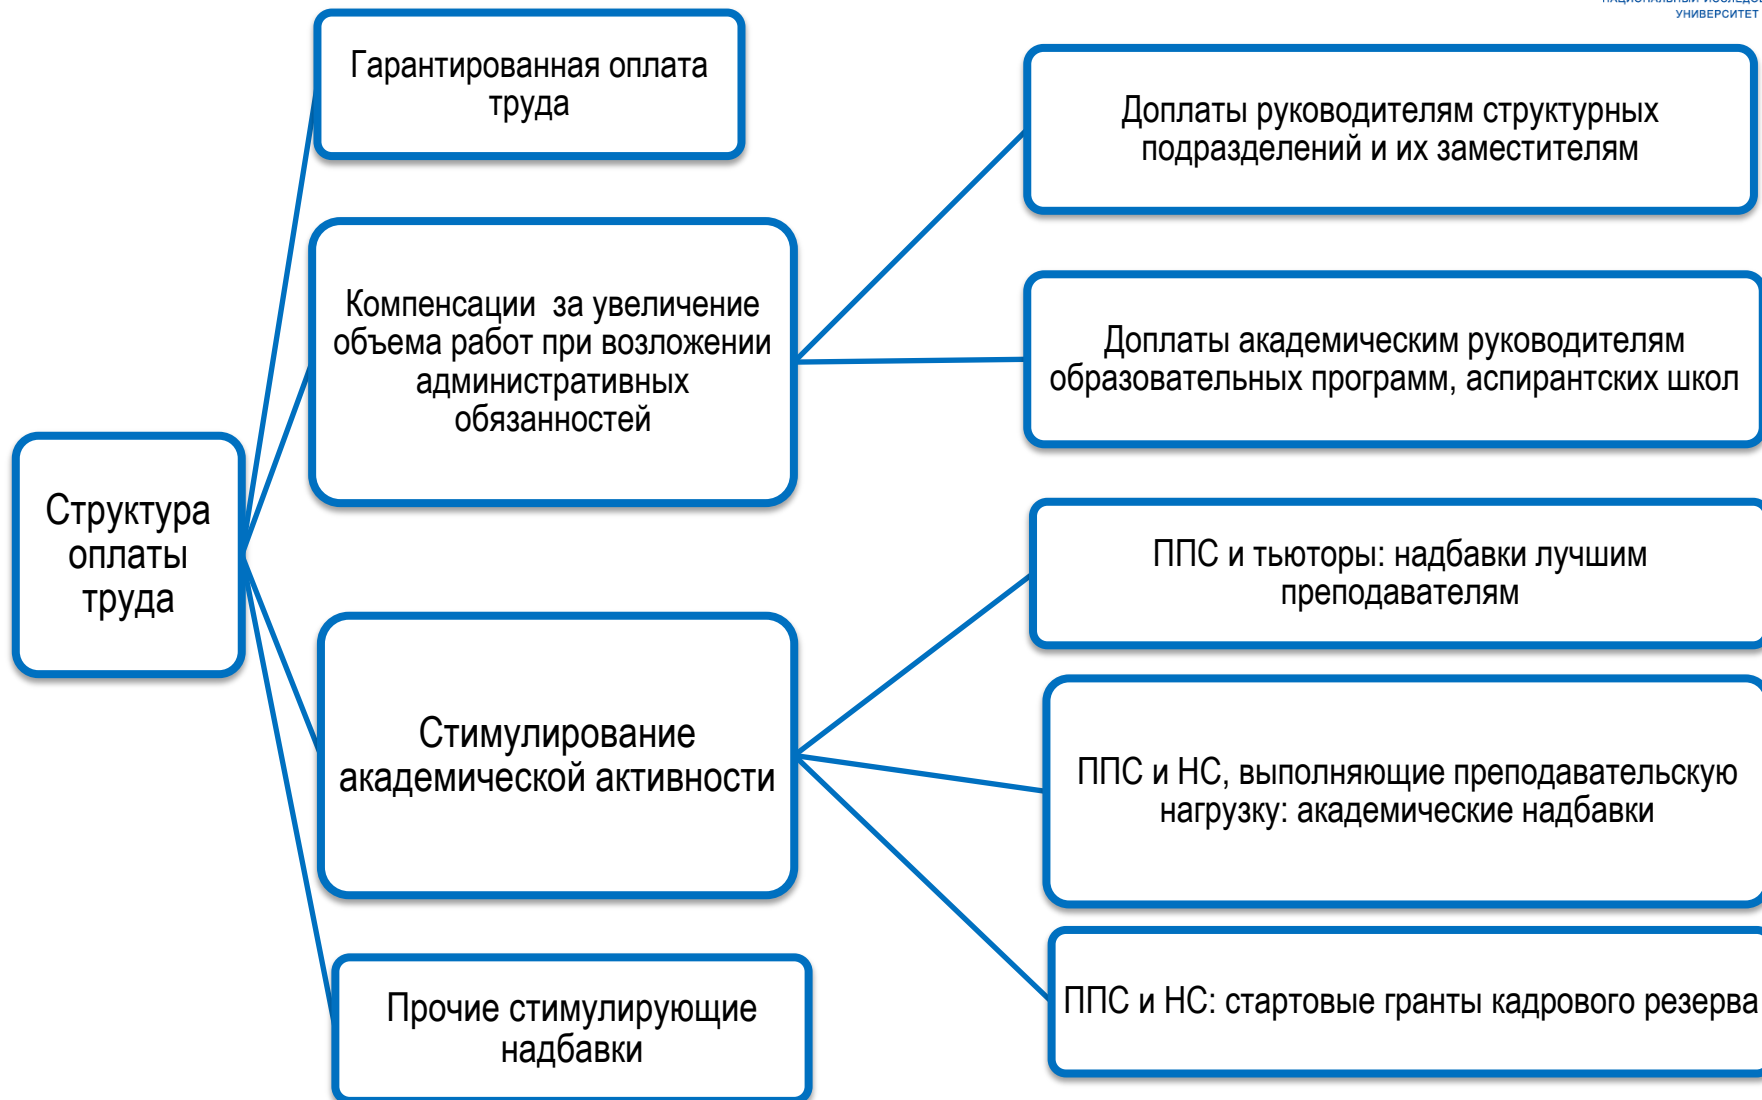 УНИВЕРСИТЕТ
Гарантированная оплата
труда
Доплаты руководителям структурных
подразделений и их заместителям
Компенсации за увеличение
объема работ при возложении
административных
обязанностей
Доплаты академическим руководителям
образовательных программ, аспирантских школ
Структура
оплаты
труда
ППС и тьюторы: надбавки лучшим
преподавателям
Стимулирование
академической активности
ППС и НС, выполняющие преподавательскую
нагрузку: академические надбавки
ППС и НС: стартовые гранты кадрового резерва
Прочие стимулирующие
надбавки